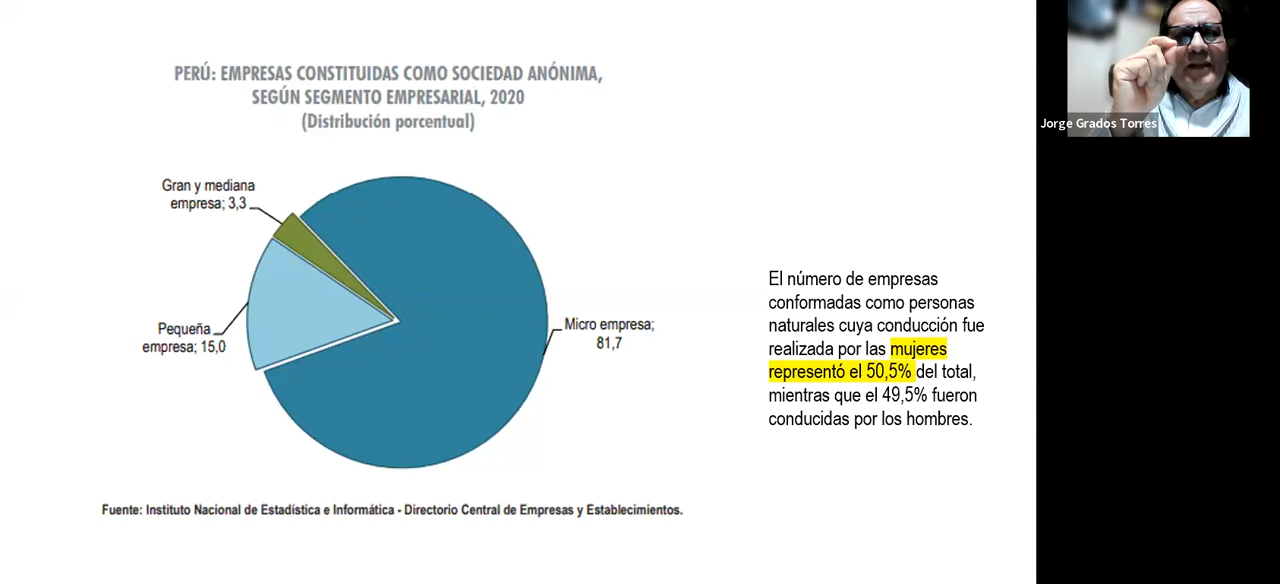 PERÚ: EMPRESAS CONSTITUIDAS COMO SOCIEDAD ANÓNIMA,
SEGÚN SEGMENTO EMPRESARIAL, 2020
(Distribución porcentual)
Gran y mediana
empresa; 3,3
Pequeña
empresa; 15,0
Micro empresa;
81,7
Fuente: Instituto Nacional de Estadística e Informática - Directorio Central de Empresas y Establecimientos.
El número de empresas
conformadas como personas
naturales cuya conducción fue
realizada por las mujeres
representó el 50,5% del total,
mientras que el 49,5% fueron
conducidas por los hombres.
Jorge Grados Torres